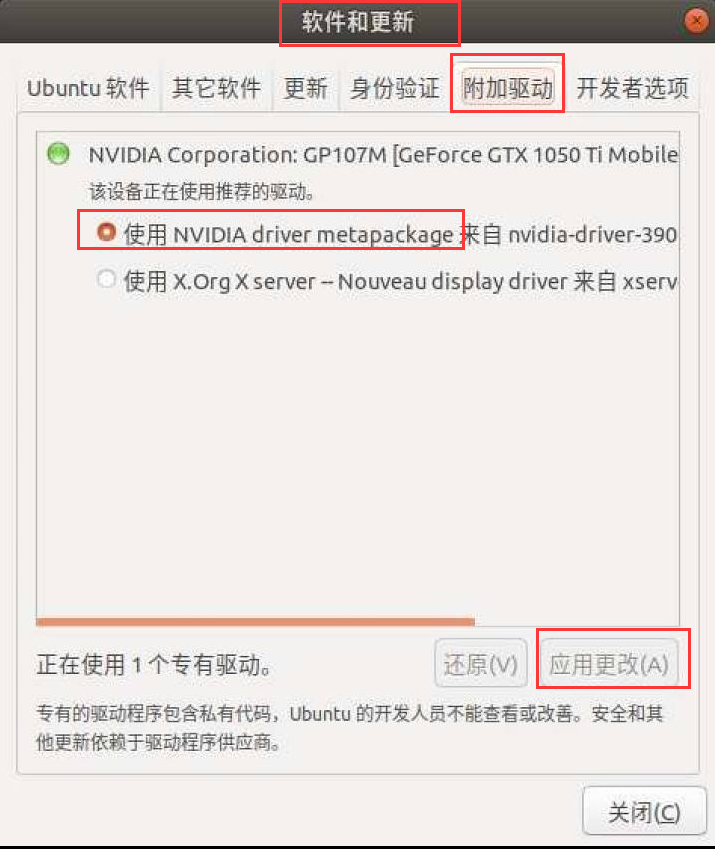 软件和更新
Ubuntu 软件 其它软件 更新 身份验证 附加驱动 开发者选项
NVIDIA Corporation: GP107M [GeForce GTX 1050 Ti Mobile
该设备正在使用推荐的驱动。
使用 NVIDIA driver metapackage 来自 nvidia-driver-390
使用 X.Org X server -- Nouveau display driver 来自 xserv
正在使用 1 个专有驱动。 还原(V) 应用更改(A)
专有的驱动程序包含私有代码，Ubuntu 的开发人员不能查看或改善。安全和其
他更新依赖于驱动程序供应商。
关闭(C)